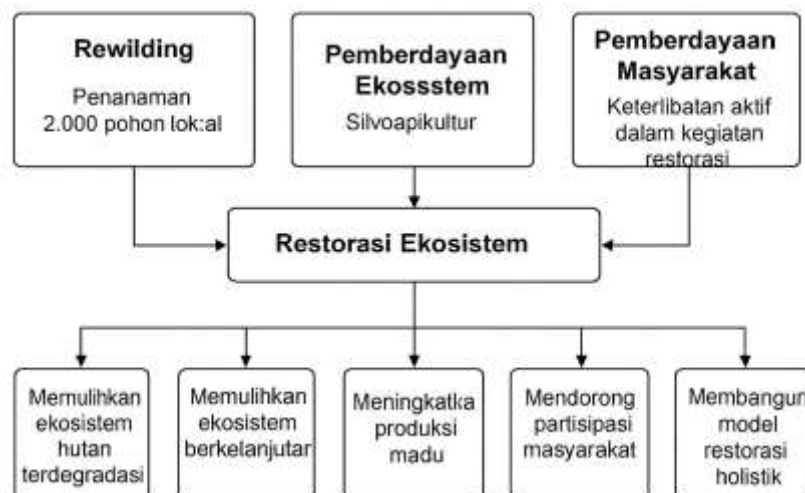 Rewilding
Penanaman
2.000 pohon lok:al
Pemberdayaan
Ekossstem
Silvoapikultur
Pemberdayaan
Masyarakat
Keterlibatan aktif
dalam kegiatan
restorasi
Restorasi Ekosistem
Memulihkan
ekosistem
hutan
terdegradasi
Memulihkan
ekosistem
berkelanjutar
Meningkatka
produksi
madu
Mendorong
partisipasi
masyarakat
Membangun
model
restorasi
holistik